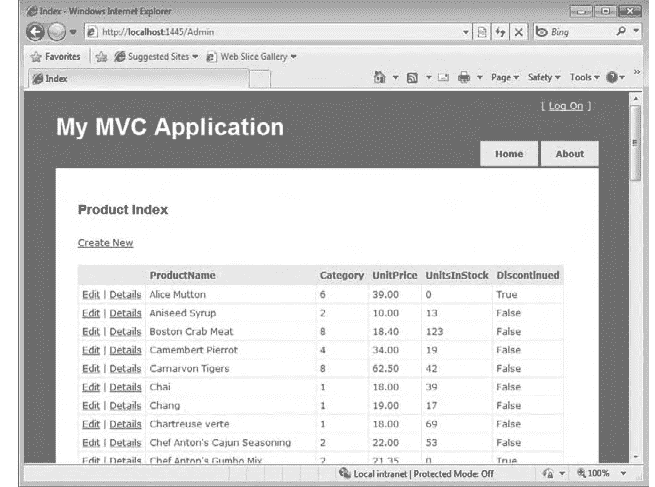 Index - Windows Internet Explorer
http://localhost:1445/Admin
Bing
Favorites Suggested Sites Web Slice Gallery
Index Page Safety Tools
[ Log On ]
My MVC Application
Home About
Product Index
Create New
ProductName Category UnitPrice UnitsInStock Discontinued
Edit | Details Alice Mutton 6 39.00 0 True
Edit | Details Aniseed Syrup 2 10.00 13 False
Edit | Details Boston Crab Meat 8 18.40 123 False
Edit | Details Camembert Pierrot 4 34.00 19 False
Edit | Details Carnarvon Tigers 8 62.50 42 False
Edit | Details Chai 1 18.00 39 False
Edit | Details Chang 1 19.00 17 False
Edit | Details Chartreuse verte 1 18.00 69 False
Edit | Details Chef Anton's Cajun Seasoning 2 22.00 53 False
Edit | Details Chef Anton's Gumbo Mix 2 21.35 0 True
Local intranet | Protected Mode: Off 100%